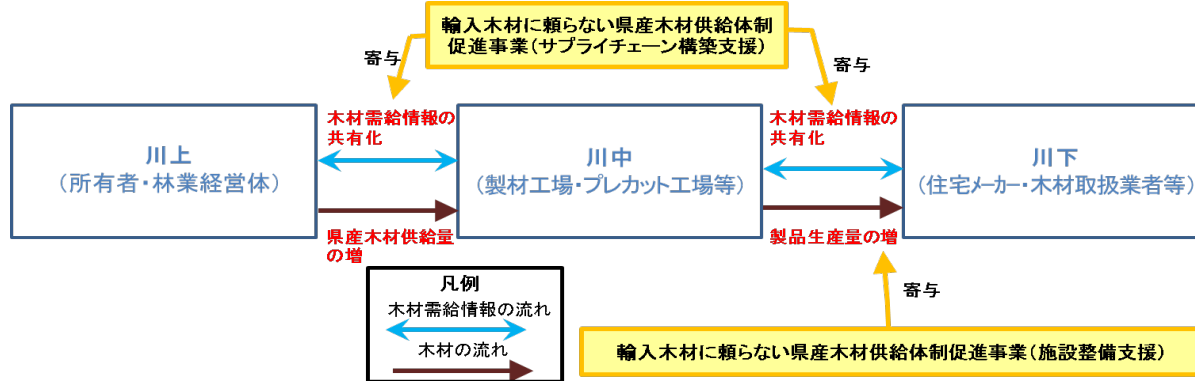 輸入木材に頼らない県産木材供給体制
促進事業(サプライチェーン構築支援)
寄与
寄与
川上
(所有者・林業経営体)
木材需給情報の
共有化
県産木材供給量
の増
川中
(製材工場・プレカット工場等)
木材需給情報の
共有化
製品生産量の増
川下
(住宅メーカー・木材取扱業者等)
凡例
木材需給情報の流れ
木材の流れ
寄与
輸入木材に頼らない県産木材供給体制促進事業(施設整備支援)